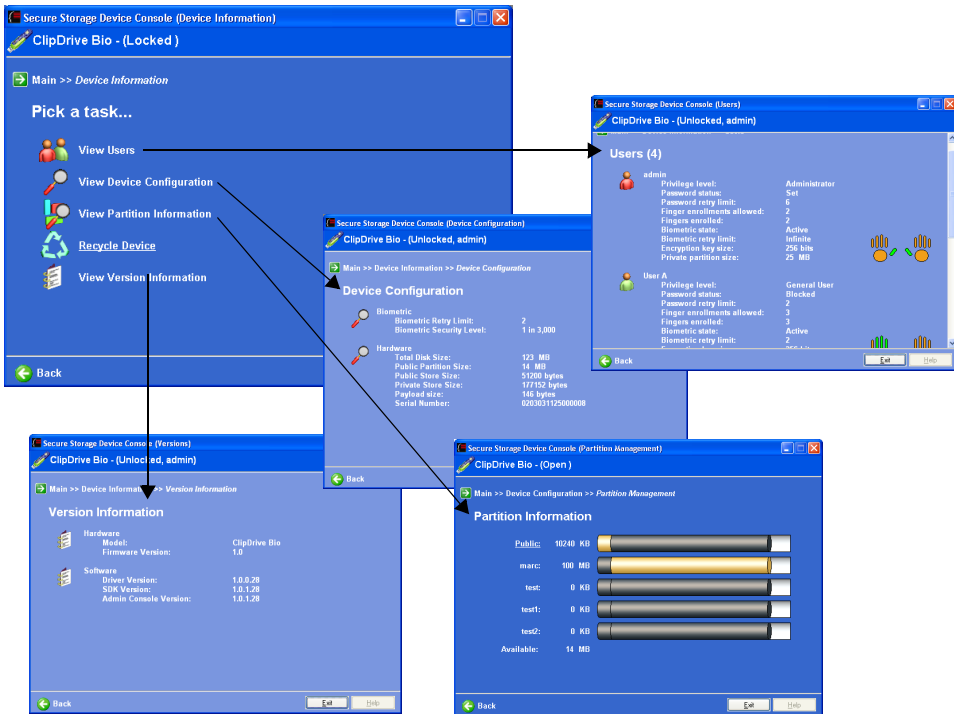 Secure Storage Device Console (Device Information)
ClipDrive Bio - (Locked )
Main >> Device Information
Pick a task...
View Users
View Device Configuration
View Partition Information
Recycle Device
View Version Information
Back
Secure Storage Device Console (Users)
ClipDrive Bio - (Unlocked, admin)
Users (4)
admin
Privilege level: Administrator
Password status: Set
Password retry limit: 6
Finger enrollments allowed: 2
Fingers enrolled: 2
Biometric state: Active
Biometric retry limit: Infinite
Encryption key size: 256 bits
Private partition size: 25 MB
User A
Privilege level: General User
Password status: Blocked
Password retry limit: 2
Finger enrollments allowed: 3
Fingers enrolled: 3
Biometric state: Active
Biometric retry limit: 2
Back
Exit
Help
Secure Storage Device Console (Device Configuration)
ClipDrive Bio - (Unlocked, admin)
Main >> Device Information >> Device Configuration
Device Configuration
Biometric
Biometric Retry Limit: 2
Biometric Security Level: 1 in 3,000
Hardware
Total Disk Size: 123 MB
Public Partition Size: 14 MB
Public Store Size: 51200 bytes
Private Store Size: 177152 bytes
Payload size: 146 bytes
Serial Number: 0203031125000008
Back
Secure Storage Device Console (Versions)
ClipDrive Bio - (Unlocked, admin)
Main >> Device Information >> Version Information
Version Information
Hardware
Model: ClipDrive Bio
Firmware Version: 1.0
Software
Driver Version: 1.0.0.28
SDK Version: 1.0.1.28
Admin Console Version: 1.0.1.28
Back
Exit
Help
Secure Storage Device Console (Partition Management)
ClipDrive Bio - (Open )
Main >> Device Configuration >> Partition Management
Partition Information
Public: 10240 KB
marc: 100 MB
test: 0 KB
test1: 0 KB
test2: 0 KB
Available: 14 MB
Back
Exit
Help